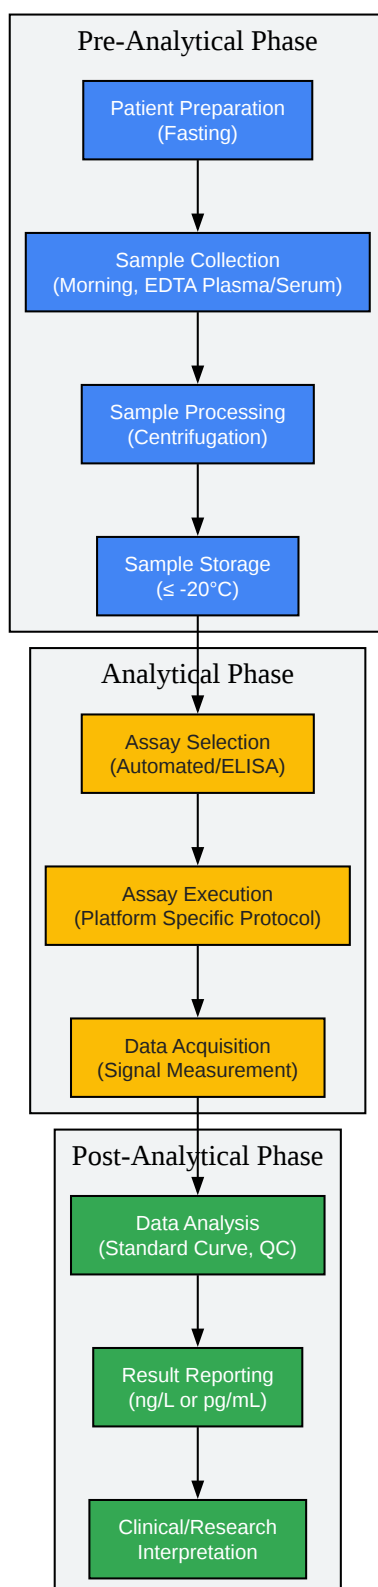 Pre-Analytical Phase
Patient Preparation
(Fasting)
Sample Collection
(Morning, EDTA Plasma/Serum)
Sample Processing
(Centrifugation)
Sample Storage
(≤ -20°C)
Analytical Phase
Assay Selection
(Automated/ELISA)
Assay Execution
(Platform Specific Protocol)
Data Acquisition
(Signal Measurement)
Post-Analytical Phase
Data Analysis
(Standard Curve, QC)
Result Reporting
(ng/L or pg/mL)
Clinical/Research
Interpretation